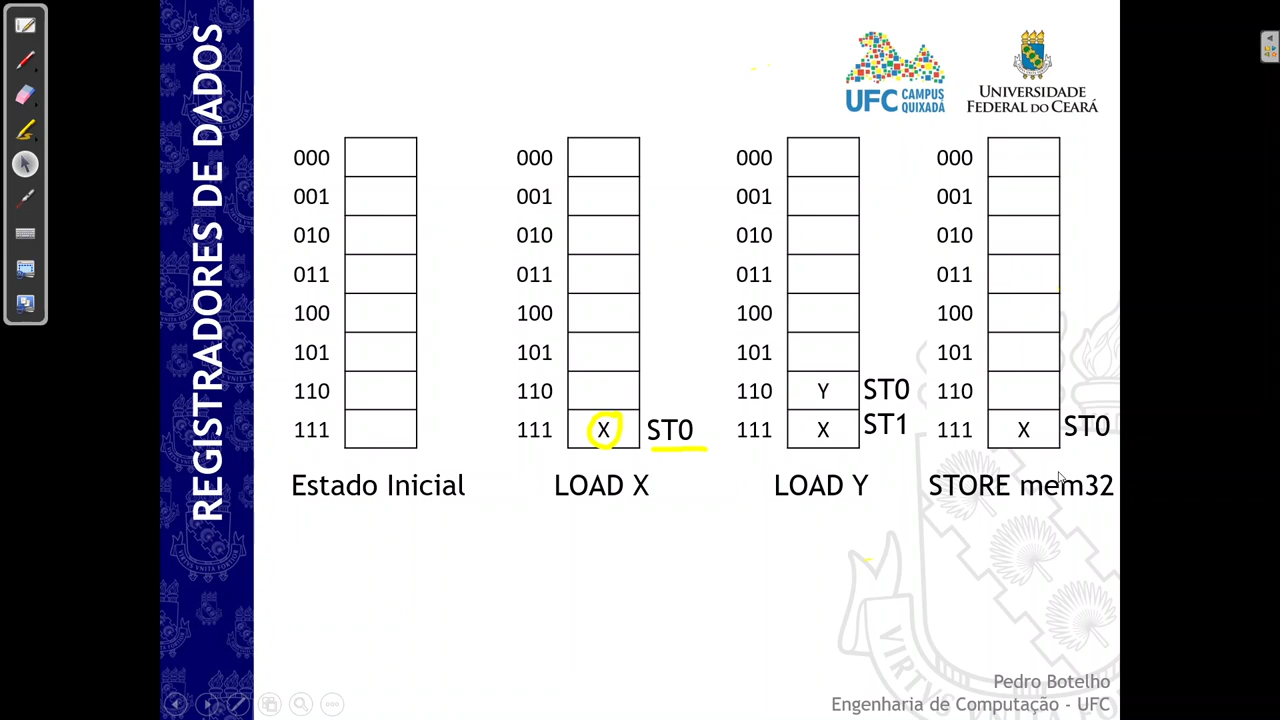 REGISTRADORES DE DADOS
UFC CAMPUS
QUIXADÁ
UNIVERSIDADE
FEDERAL DO CEARÁ
000 000 000 000
001 001 001 001
010 010 010 010
011 011 011 011
100 100 100 100
101 101 101 101
110 110 110 Y ST0 110
111 111 X ST0 111 X ST1 111 X ST0
Estado Inicial LOAD X LOAD Y STORE mem32
VIRTVS VNITA FORTIOR
Pedro Botelho
Engenharia de Computação - UFC